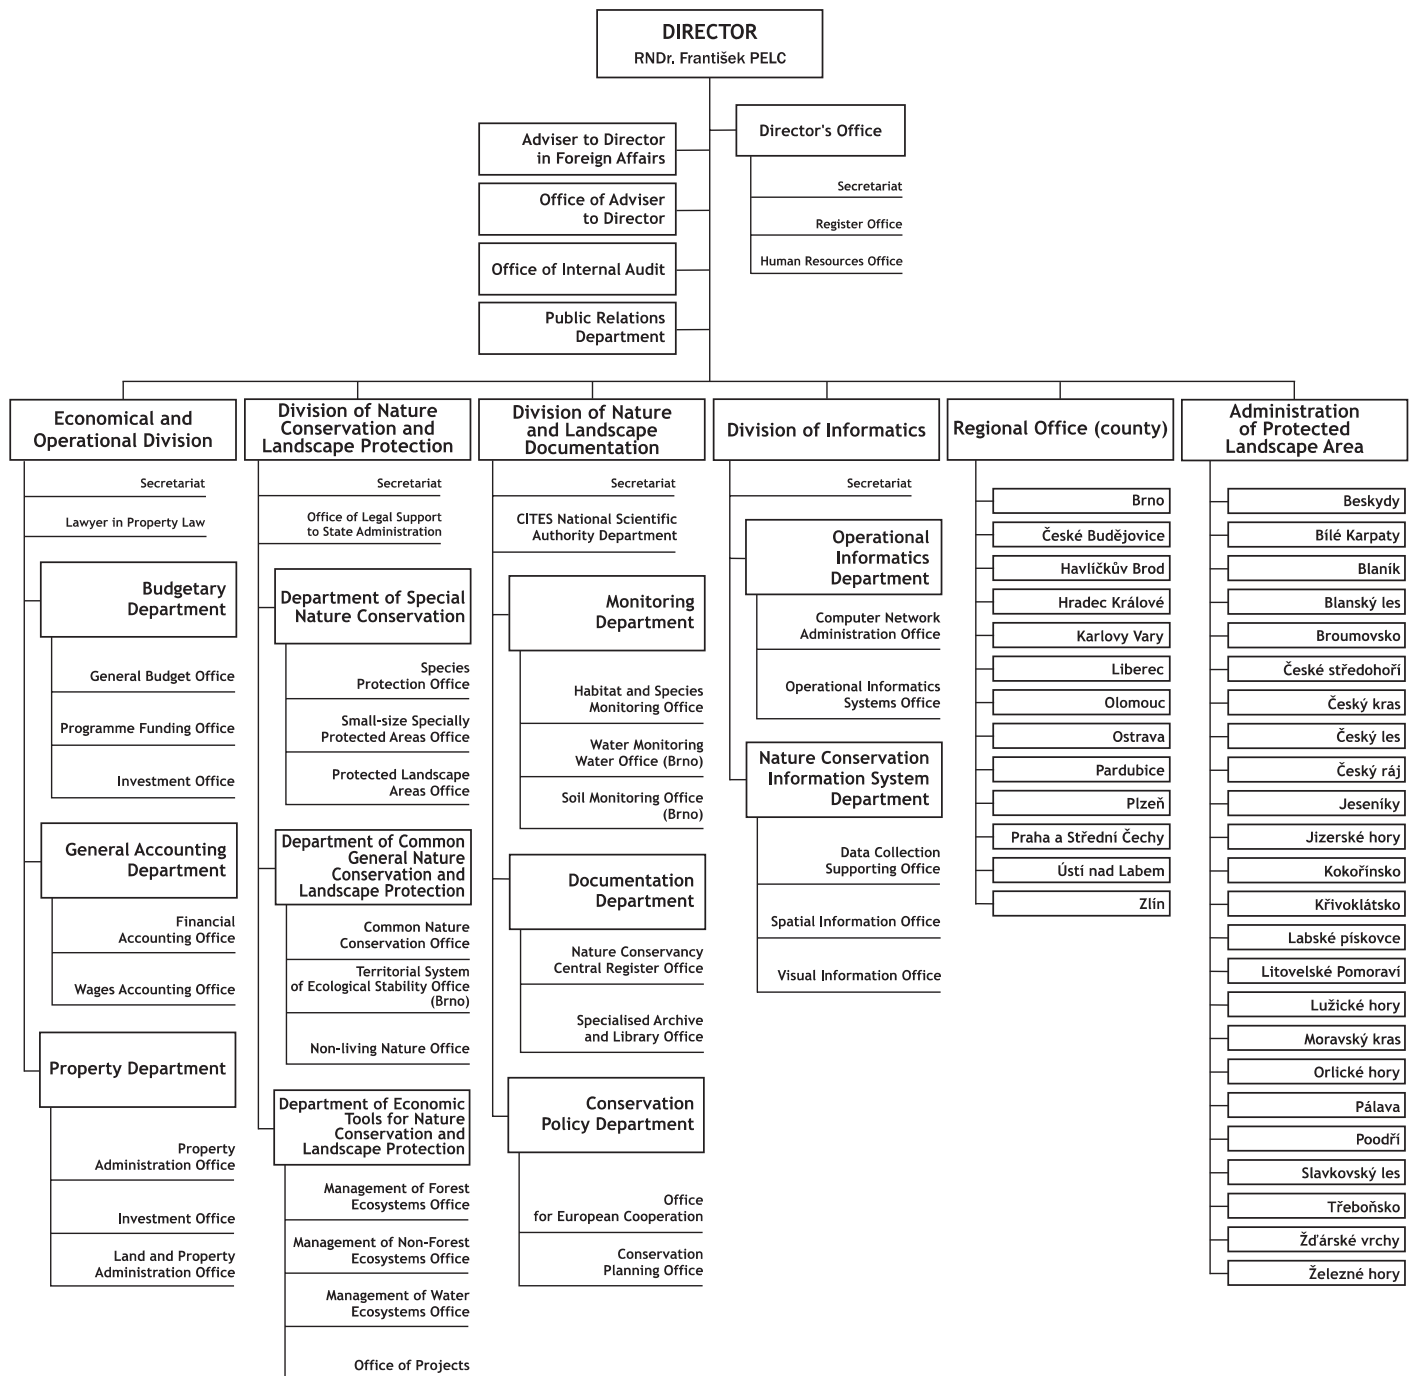 DIRECTOR
RNDr. František PELC
Director's Office
Secretariat
Register Office
Human Resources Office
Adviser to Director
in Foreign Affairs
Office of Adviser
to Director
Office of Internal Audit
Public Relations
Department
Economical and
Operational Division
Secretariat
Lawyer in Property Law
Budgetary
Department
General Budget Office
Programme Funding Office
Investment Office
General Accounting
Department
Financial
Accounting Office
Wages Accounting Office
Property Department
Property
Administration Office
Investment Office
Land and Property
Administration Office
Division of Nature
Conservation and
Landscape Protection
Secretariat
Office of Legal Support
to State Administration
Department of Special
Nature Conservation
Species
Protection Office
Small-size Specially
Protected Areas Office
Protected Landscape
Areas Office
Department of Common
General Nature
Conservation and
Landscape Protection
Common Nature
Conservation Office
Territorial System
of Ecological Stability Office
(Brno)
Non-living Nature Office
Department of Economic
Tools for Nature
Conservation and
Landscape Protection
Management of Forest
Ecosystems Office
Management of Non-Forest
Ecosystems Office
Management of Water
Ecosystems Office
Office of Projects
Division of Nature
and Landscape
Documentation
Secretariat
CITES National Scientific
Authority Department
Monitoring
Department
Habitat and Species
Monitoring Office
Water Monitoring
Water Office (Brno)
Soil Monitoring Office
(Brno)
Documentation
Department
Nature Conservancy
Central Register Office
Specialised Archive
and Library Office
Conservation
Policy Department
Office
for European Cooperation
Conservation
Planning Office
Division of Informatics
Secretariat
Operational
Informatics
Department
Computer Network
Administration Office
Operational Informatics
Systems Office
Nature Conservation
Information System
Department
Data Collection
Supporting Office
Spatial Information Office
Visual Information Office
Regional Office (county)
Brno
České Budějovice
Havlíčkův Brod
Hradec Králové
Karlovy Vary
Liberec
Olomouc
Ostrava
Pardubice
Plzeň
Praha a Střední Čechy
Ústí nad Labem
Zlín
Administration
of Protected
Landscape Area
Beskydy
Bílé Karpaty
Blaník
Blanský les
Broumovsko
České středohoří
Český kras
Český les
Český ráj
Jeseníky
Jizerské hory
Kokořínsko
Křivoklátsko
Labské pískovce
Litovelské Pomoraví
Lužické hory
Moravský kras
Orlické hory
Pálava
Poodří
Slavkovský les
Třeboňsko
Žďárské vrchy
Železné hory